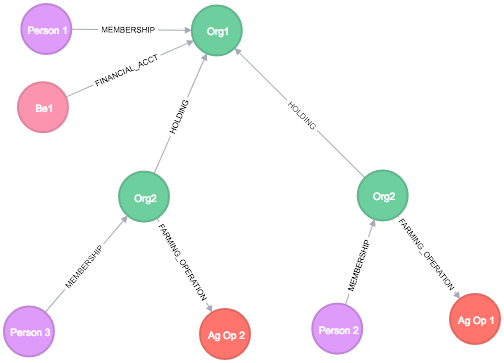 Person 1
MEMBERSHIP
Org1
FINANCIAL_ACCT
Be1
HOLDING
HOLDING
Org2
Org2
MEMBERSHIP
FARMING_OPERATION
MEMBERSHIP
FARMING_OPERATION
Person 3
Ag Op 2
Person 2
Ag Op 1